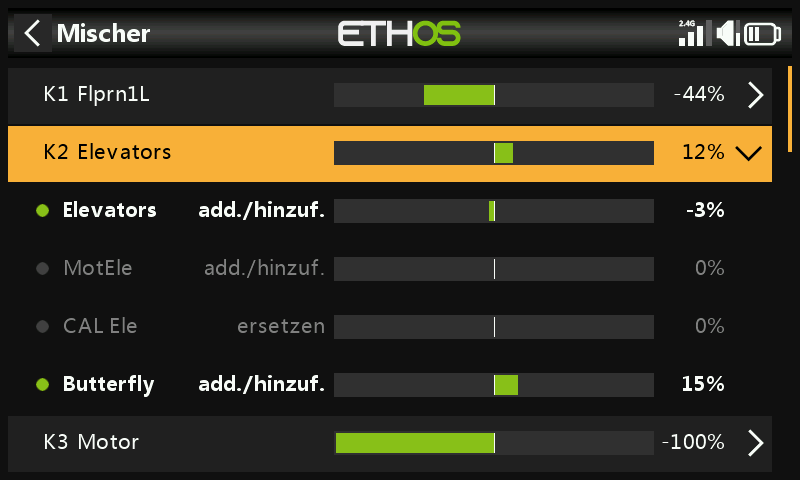 Mischer ETHOS 2.4G
K1 Flprn1L -44%
K2 Elevators 12%
Elevators add./hinzuf. -3%
MotEle add./hinzuf. 0%
CAL Ele ersetzen 0%
Butterfly add./hinzuf. 15%
K3 Motor -100%